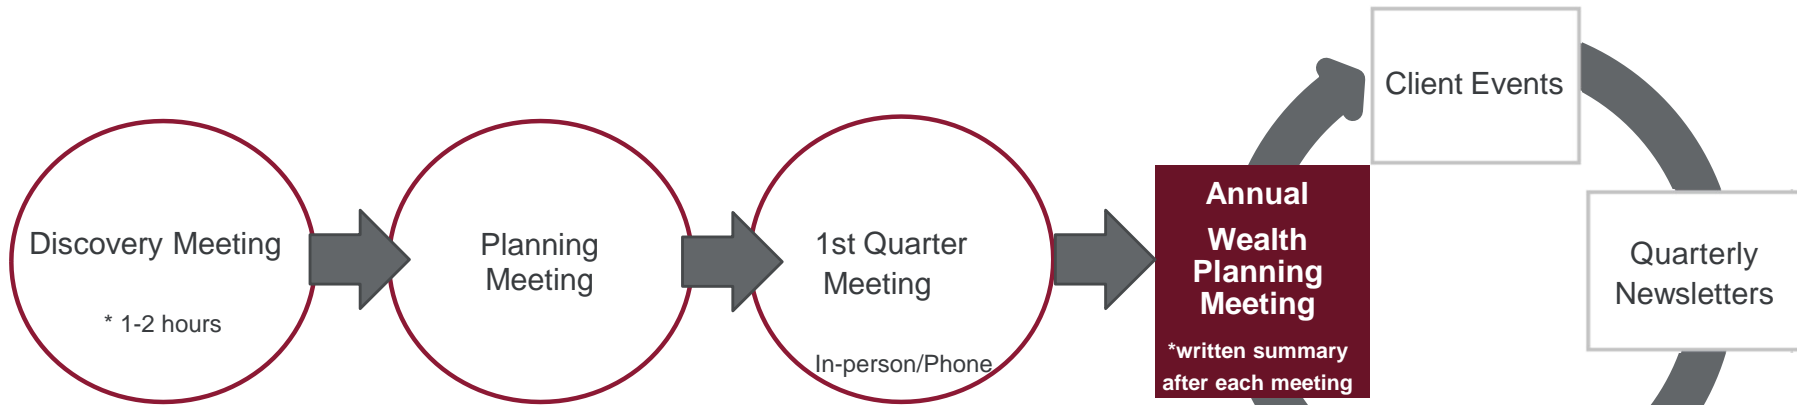 Discovery Meeting
* 1-2 hours
Planning
Meeting
1st Quarter
Meeting
In-person/Phone
Annual
Wealth
Planning
Meeting
*written summary
after each meeting
Client Events
Quarterly
Newsletters